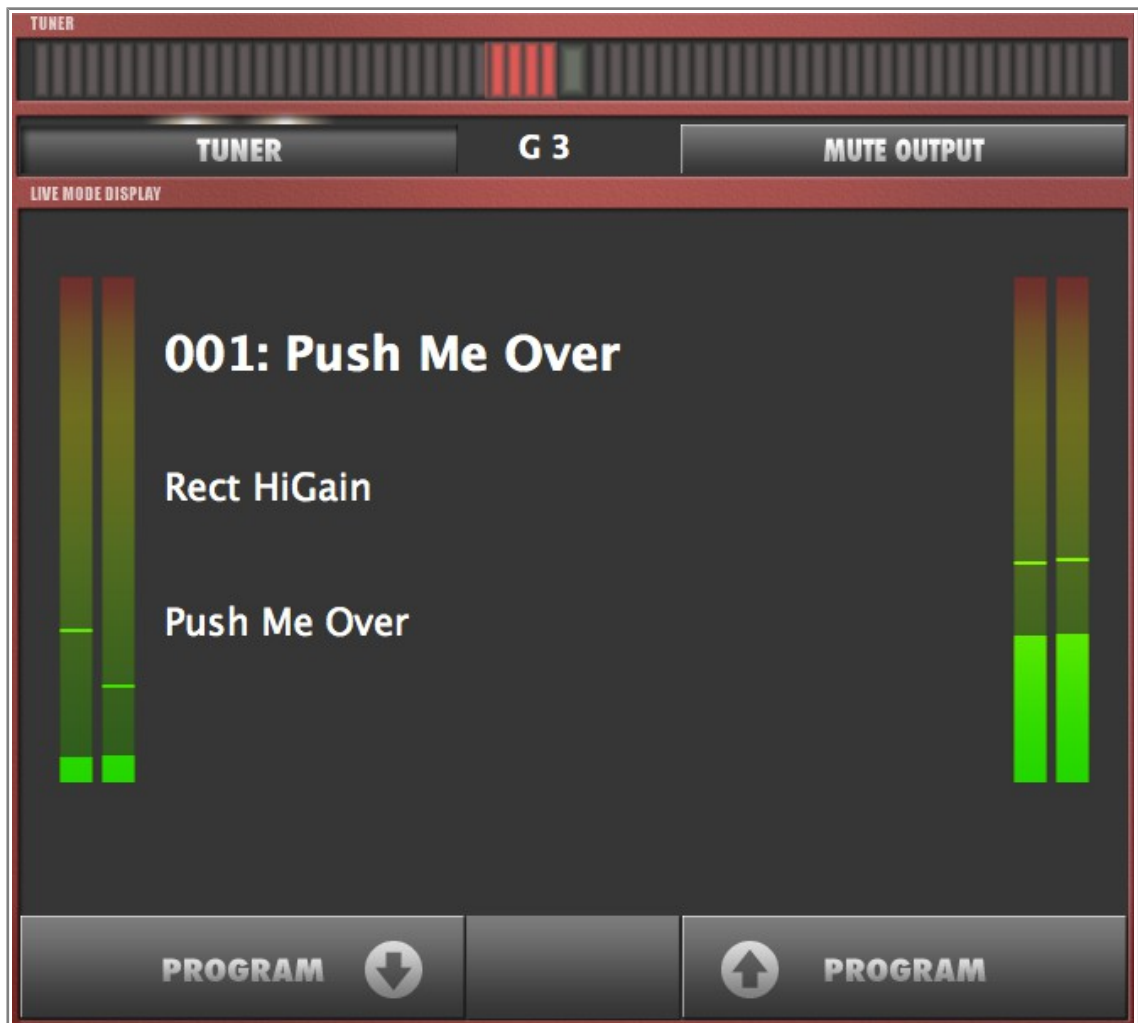 TUNER
TUNER G 3 MUTE OUTPUT
LIVE MODE DISPLAY
001: Push Me Over
Rect HiGain
Push Me Over
PROGRAM PROGRAM